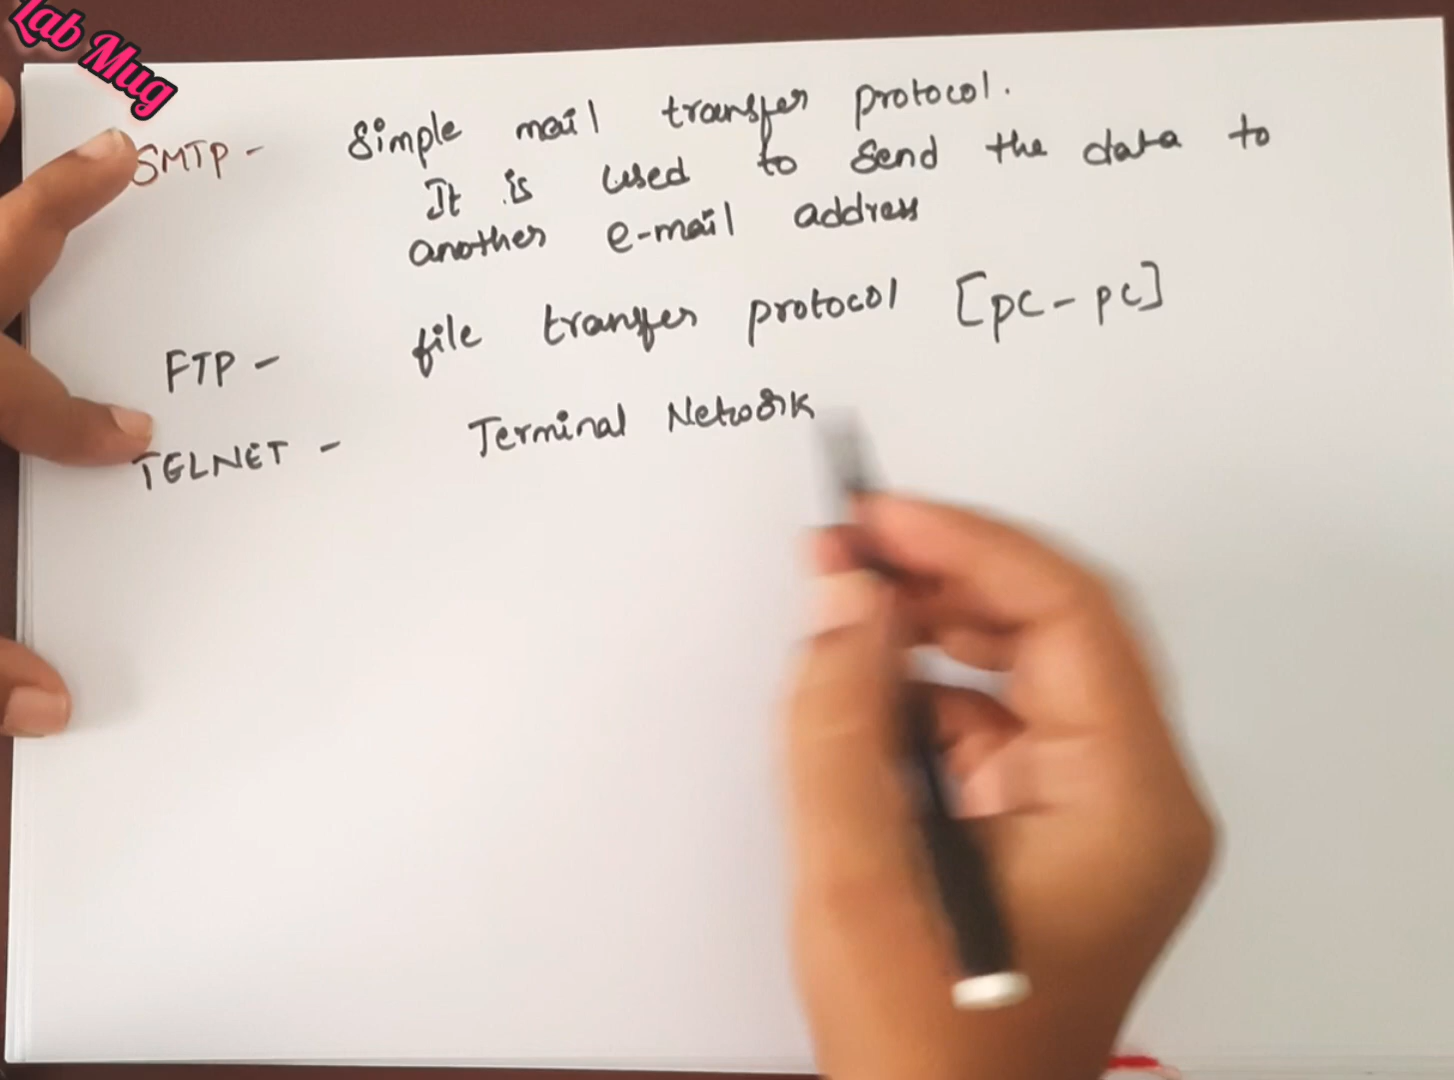 Lab Mug
SMTP - Simple mail transfer protocol.
It is used to send the data to
another e-mail address
FTP - file transfer protocol [pc - pc]
TELNET - Terminal Network